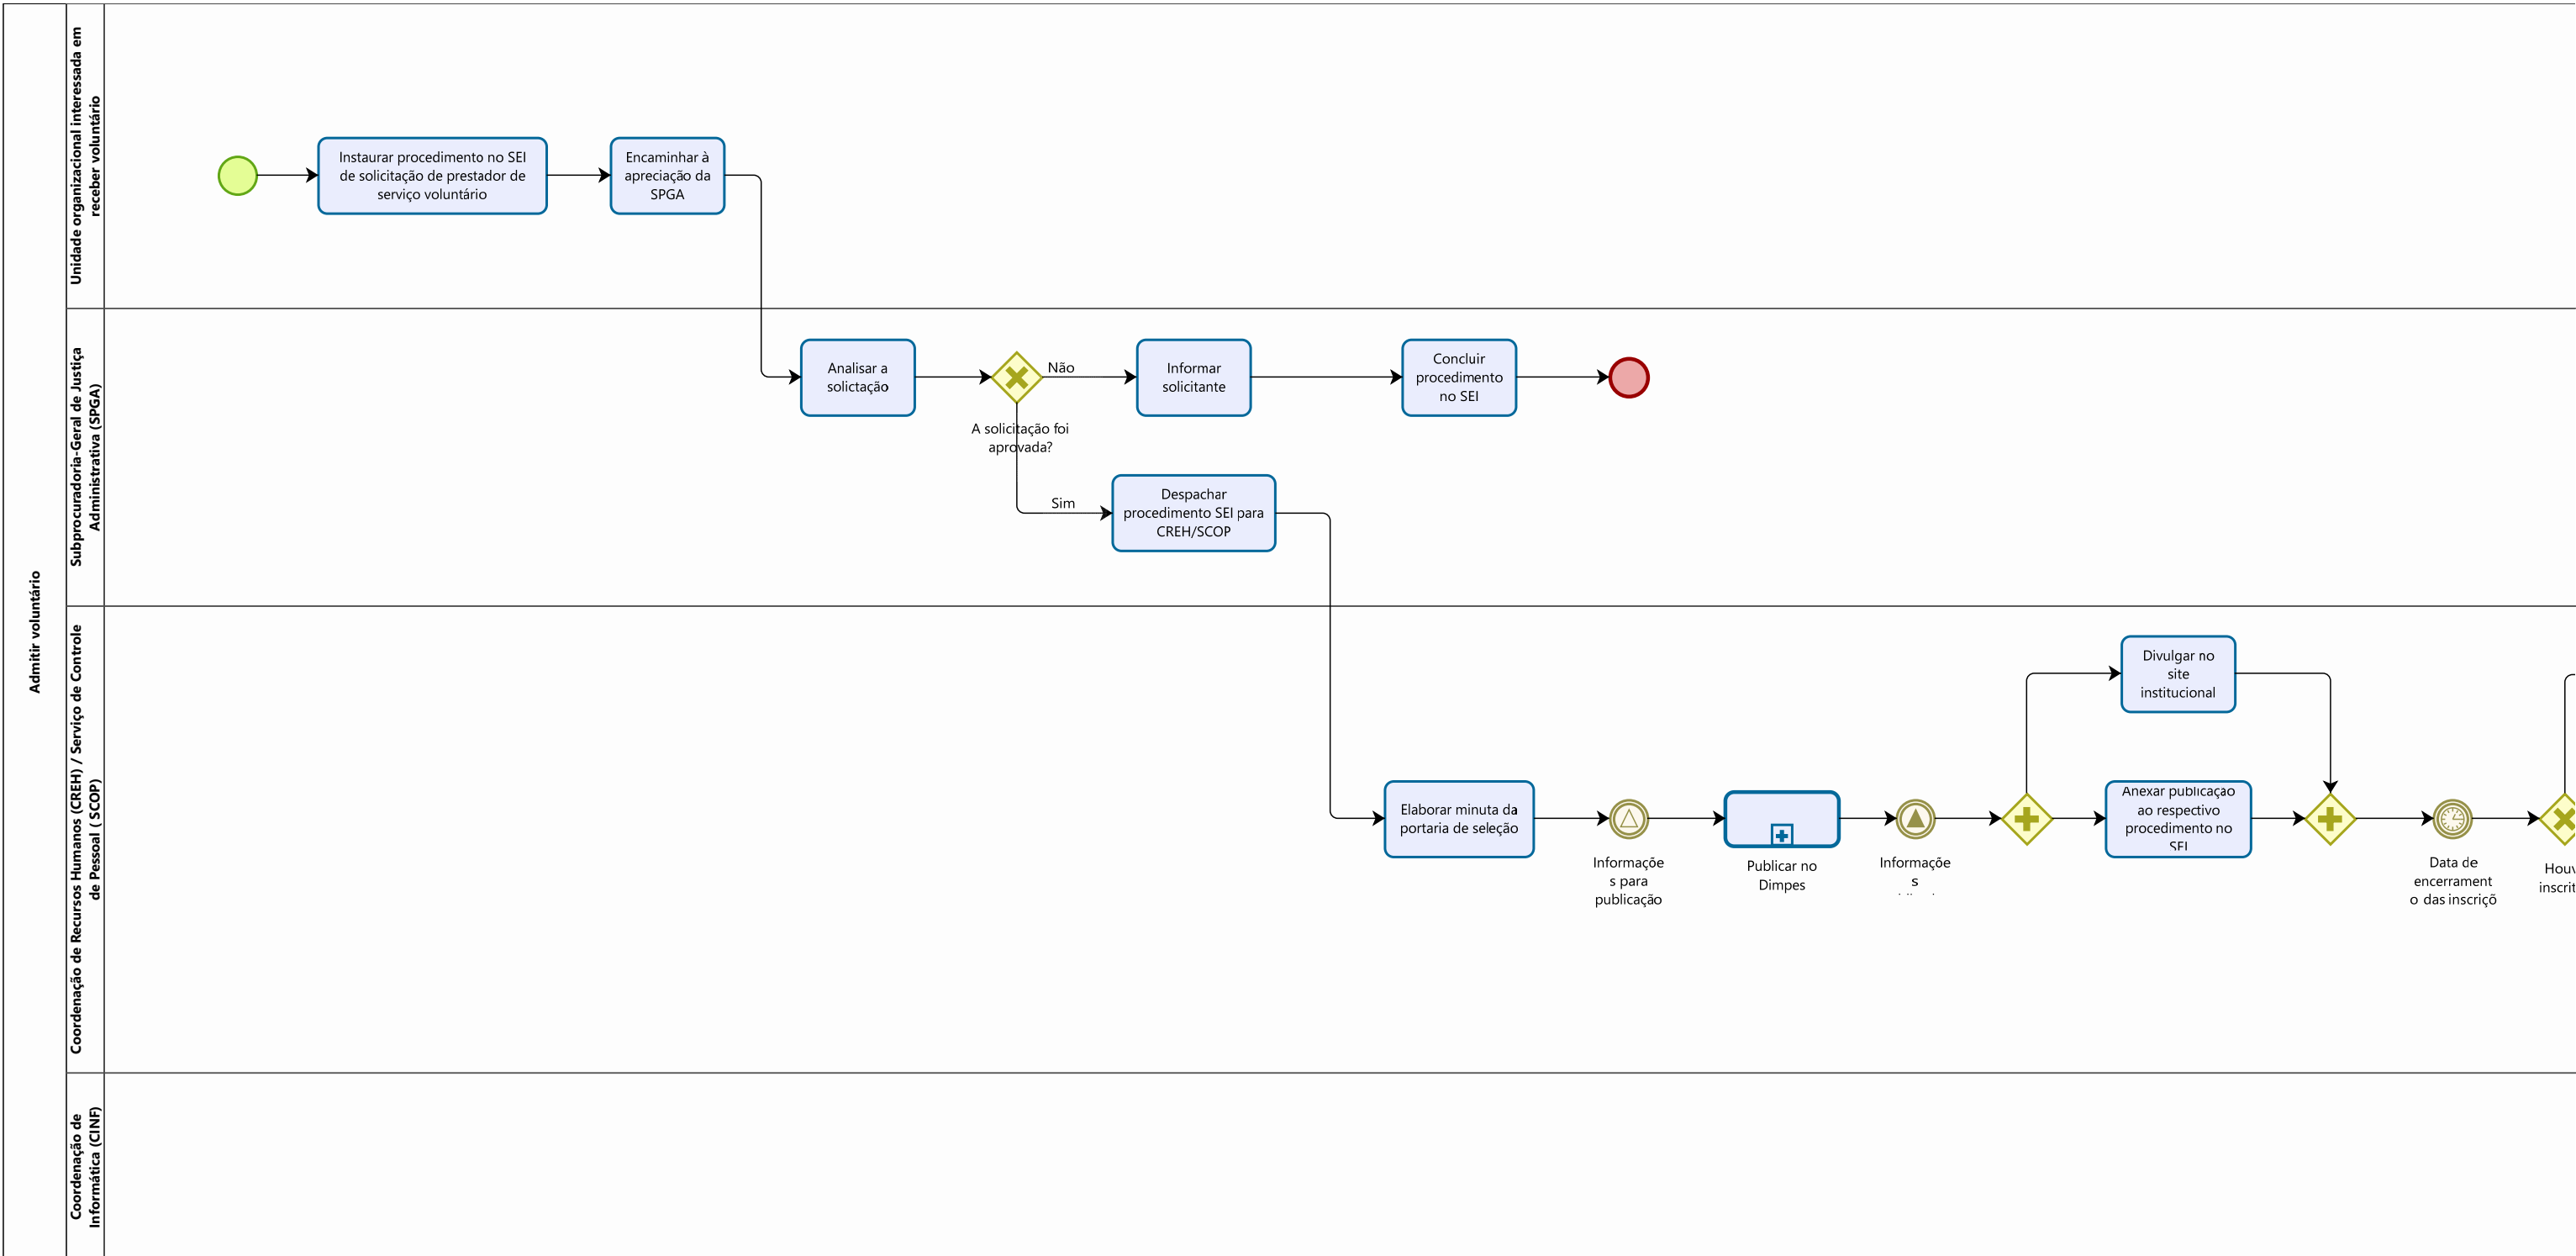 Admitir voluntário
Unidade organizacional interessada em
receber voluntário
Instaurar procedimento no SEI
de solicitação de prestador de
serviço voluntário
Encaminhar à
apreciação da
SPGA
Subprocuradoria-Geral de Justiça
Administrativa (SPGA)
Analisar a
solictação
Não
A solicitação foi
aprovada?
Sim
Informar
solicitante
Concluir
procedimento
no SEI
Despachar
procedimento SEI para
CREH/SCOP
Coordenação de Recursos Humanos (CREH) / Serviço de Controle
de Pessoal ( SCOP)
Elaborar minuta da
portaria de seleção
Informaçõe
s para
publicação
Publicar no
Dimpes
Informaçõe
s
Divulgar no
site
institucional
Anexar publicação
ao respectivo
procedimento no
SEI
Data de
encerrament
o das inscriçõ
Houv
inscrit
Coordenação de
Informática (CINF)